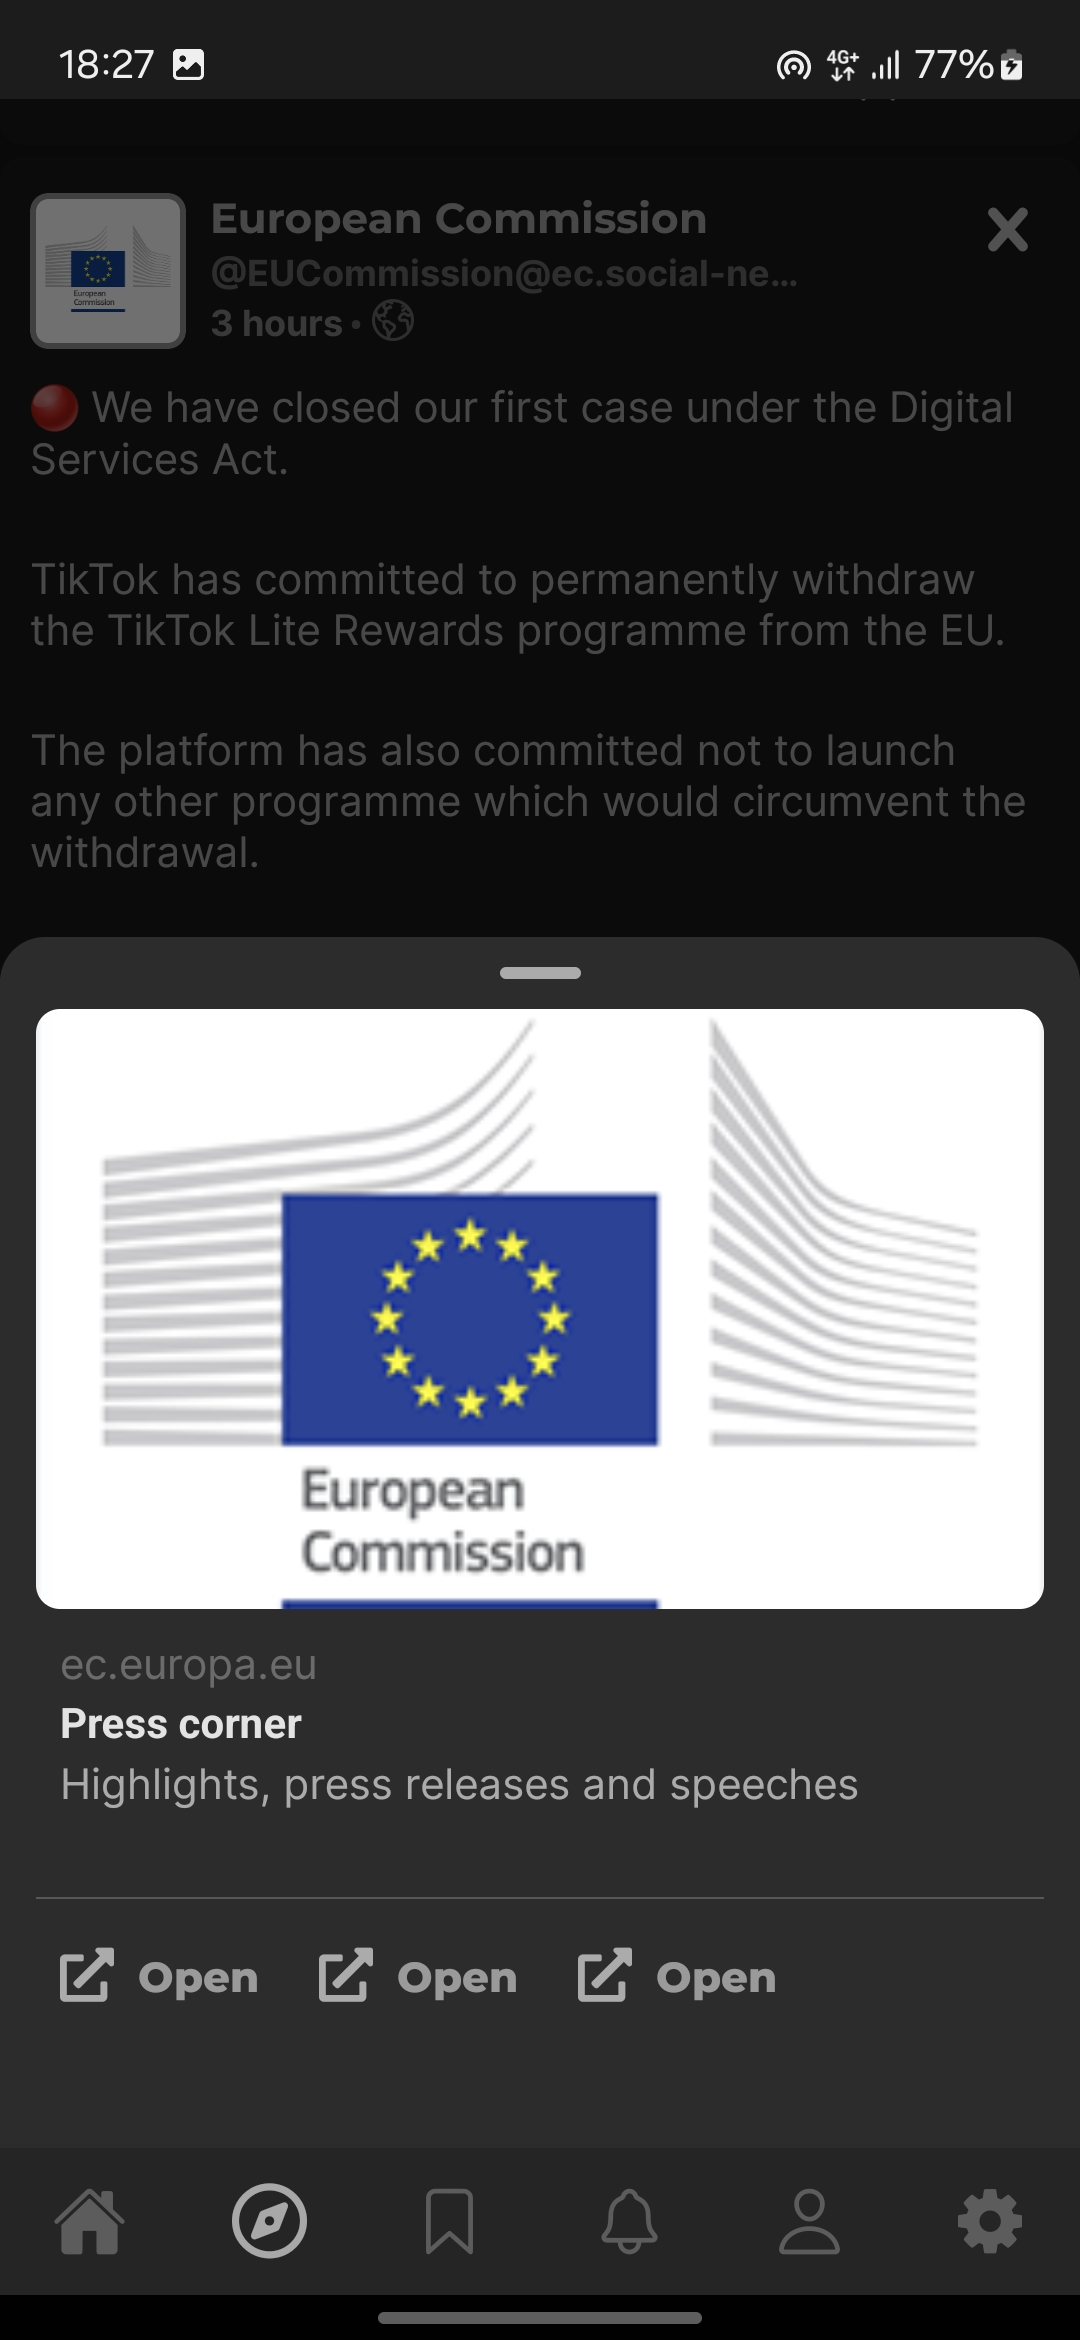 18:27
4G+
77%
European Commission
@EUCommission@ec.social-ne...
3 hours •
We have closed our first case under the Digital
Services Act.
TikTok has committed to permanently withdraw
the TikTok Lite Rewards programme from the EU.
The platform has also committed not to launch
any other programme which would circumvent the
withdrawal.
European
Commission
European
Commission
ec.europa.eu
Press corner
Highlights, press releases and speeches
Open Open Open